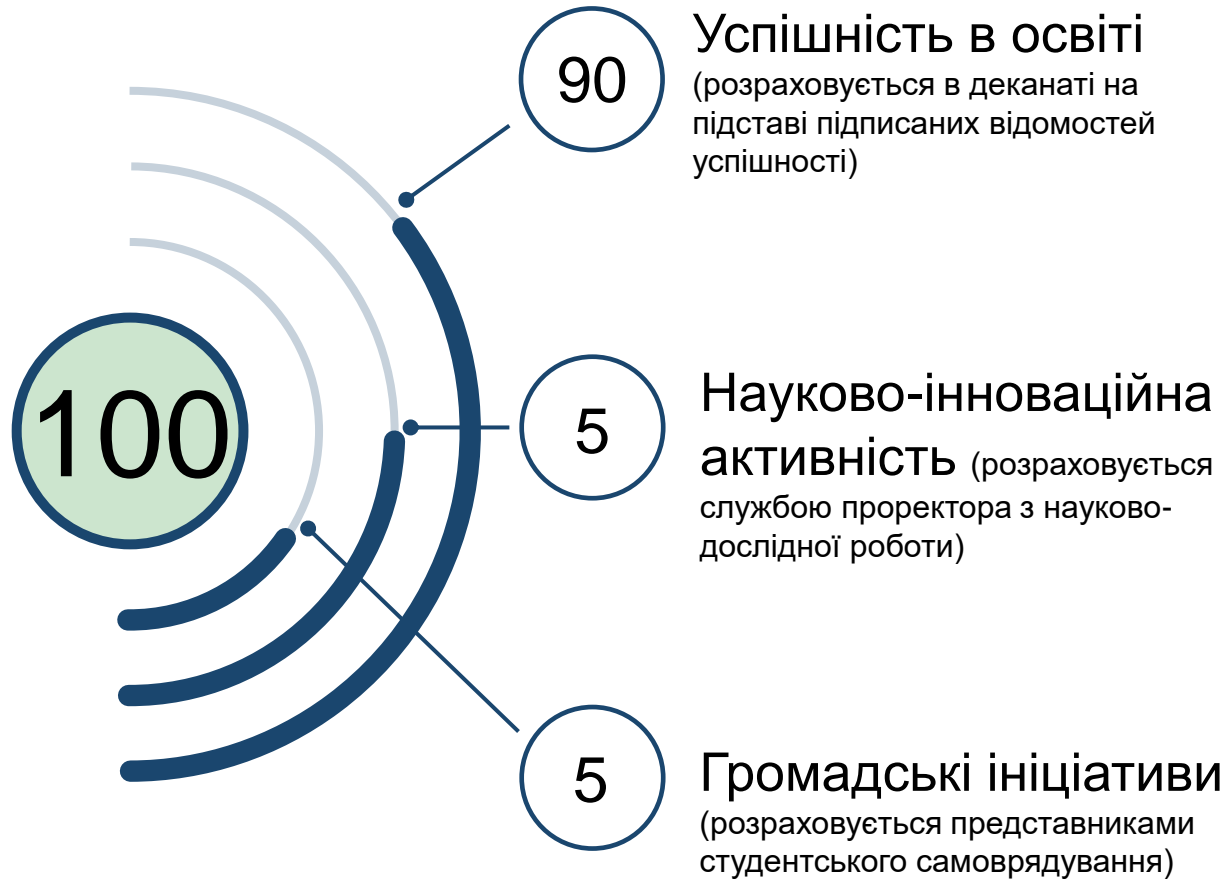 100
90
Успішність в освіті
(розраховується в деканаті на
підставі підписаних відомостей
успішності)
5
Науково-інноваційна
активність (розраховується
службою проректора з науково-
дослідної роботи)
5
Громадські ініціативи
(розраховується представниками
студентського самоврядування)